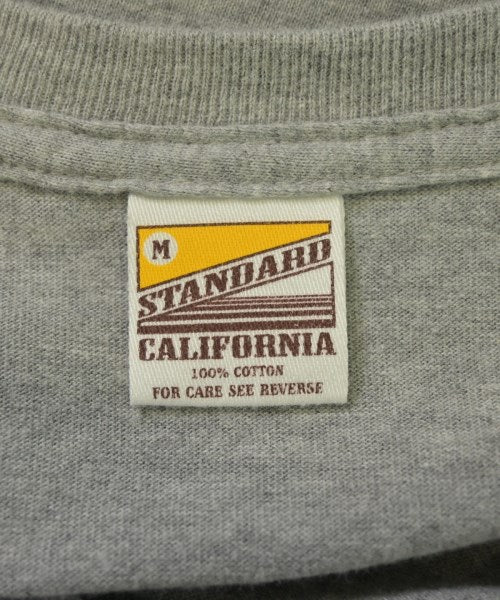 M
STANDARD
CALIFORNIA
100% COTTON
FOR CARE SEE REVERSE